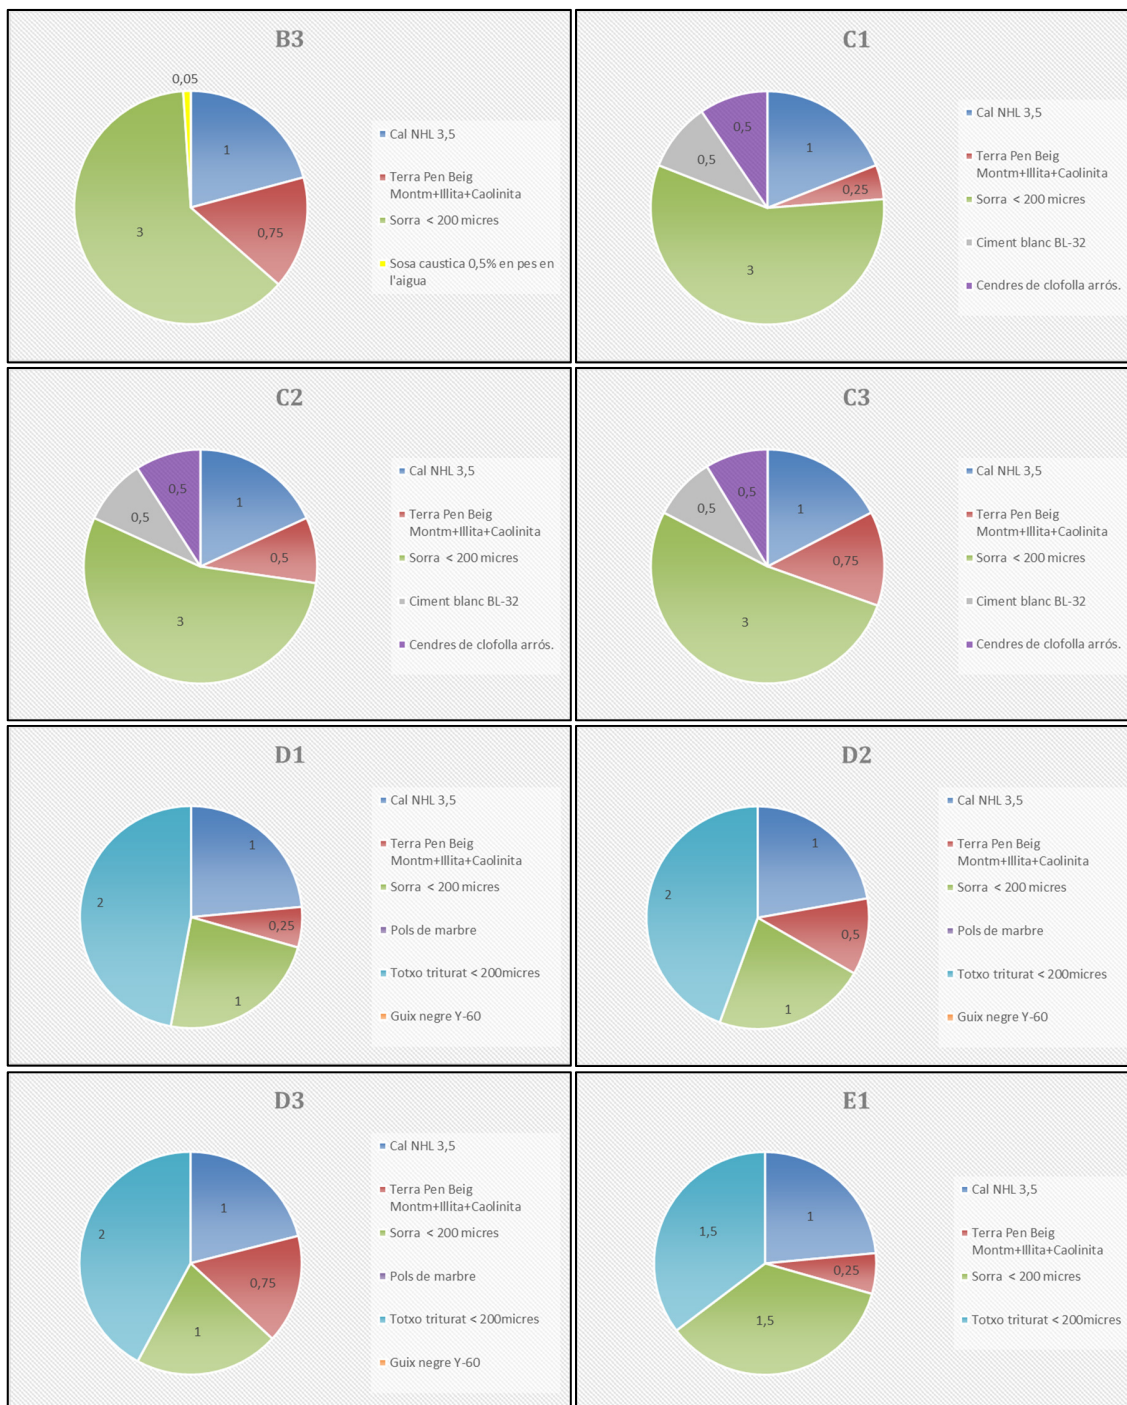 B3
0,05
1
0,75
3
Cal NHL 3,5
Terra Pen Beig
Montm+Illita+Caolinita
Sorra < 200 micres
Sosa caustica 0,5% en pes en
l'aigua
C1
0,5
1
0,5
0,25
3
Cal NHL 3,5
Terra Pen Beig
Montm+Illita+Caolinita
Sorra < 200 micres
Ciment blanc BL-32
Cendres de clofolla arrós.
C2
0,5
1
0,5
0,5
3
Cal NHL 3,5
Terra Pen Beig
Montm+Illita+Caolinita
Sorra < 200 micres
Ciment blanc BL-32
Cendres de clofolla arrós.
C3
0,5
1
0,5
0,75
3
Cal NHL 3,5
Terra Pen Beig
Montm+Illita+Caolinita
Sorra < 200 micres
Ciment blanc BL-32
Cendres de clofolla arrós.
D1
1
2
0,25
1
Cal NHL 3,5
Terra Pen Beig
Montm+Illita+Caolinita
Sorra < 200 micres
Pols de marbre
Totxo triturat < 200micres
Guix negre Y-60
D2
1
2
0,5
1
Cal NHL 3,5
Terra Pen Beig
Montm+Illita+Caolinita
Sorra < 200 micres
Pols de marbre
Totxo triturat < 200micres
Guix negre Y-60
D3
1
2
0,75
1
Cal NHL 3,5
Terra Pen Beig
Montm+Illita+Caolinita
Sorra < 200 micres
Pols de marbre
Totxo triturat < 200micres
Guix negre Y-60
E1
1
1,5
0,25
1,5
Cal NHL 3,5
Terra Pen Beig
Montm+Illita+Caolinita
Sorra < 200 micres
Totxo triturat < 200micres